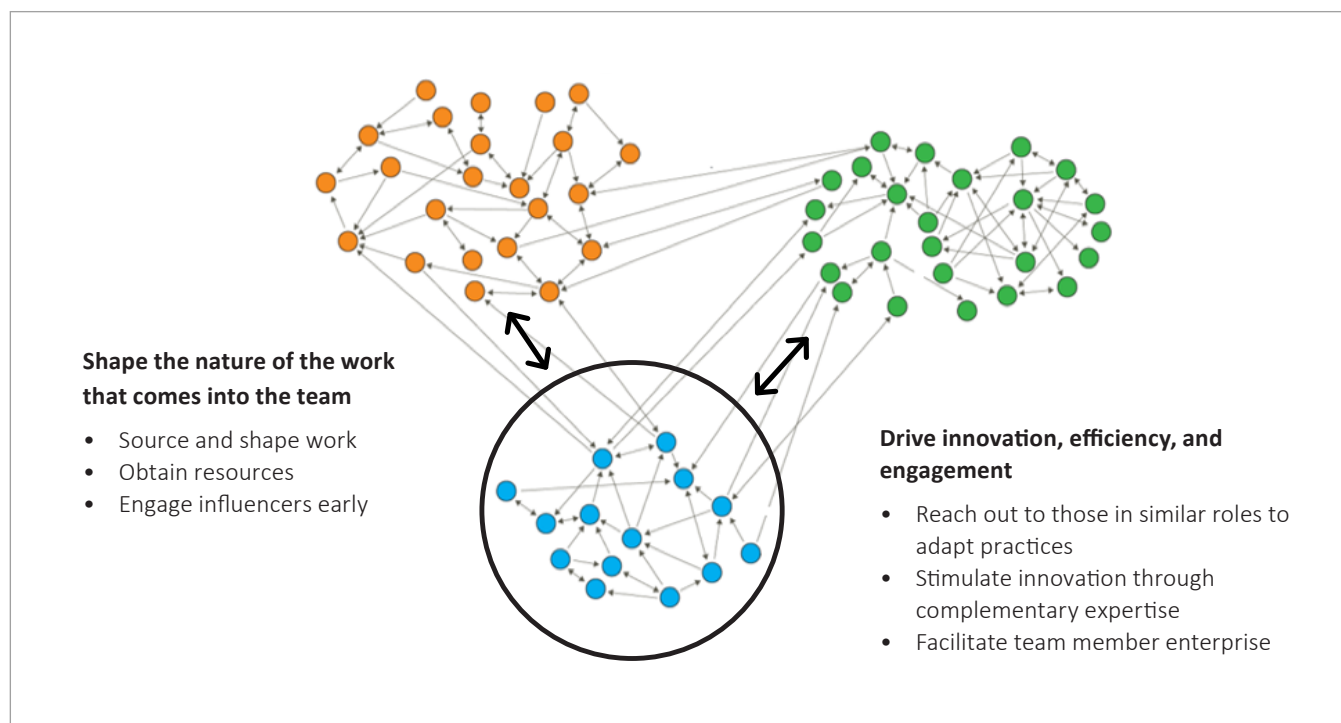 Shape the nature of the work
that comes into the team
• Source and shape work
• Obtain resources
• Engage influencers early
Drive innovation, efficiency, and
engagement
• Reach out to those in similar roles to
adapt practices
• Stimulate innovation through
complementary expertise
• Facilitate team member enterprise